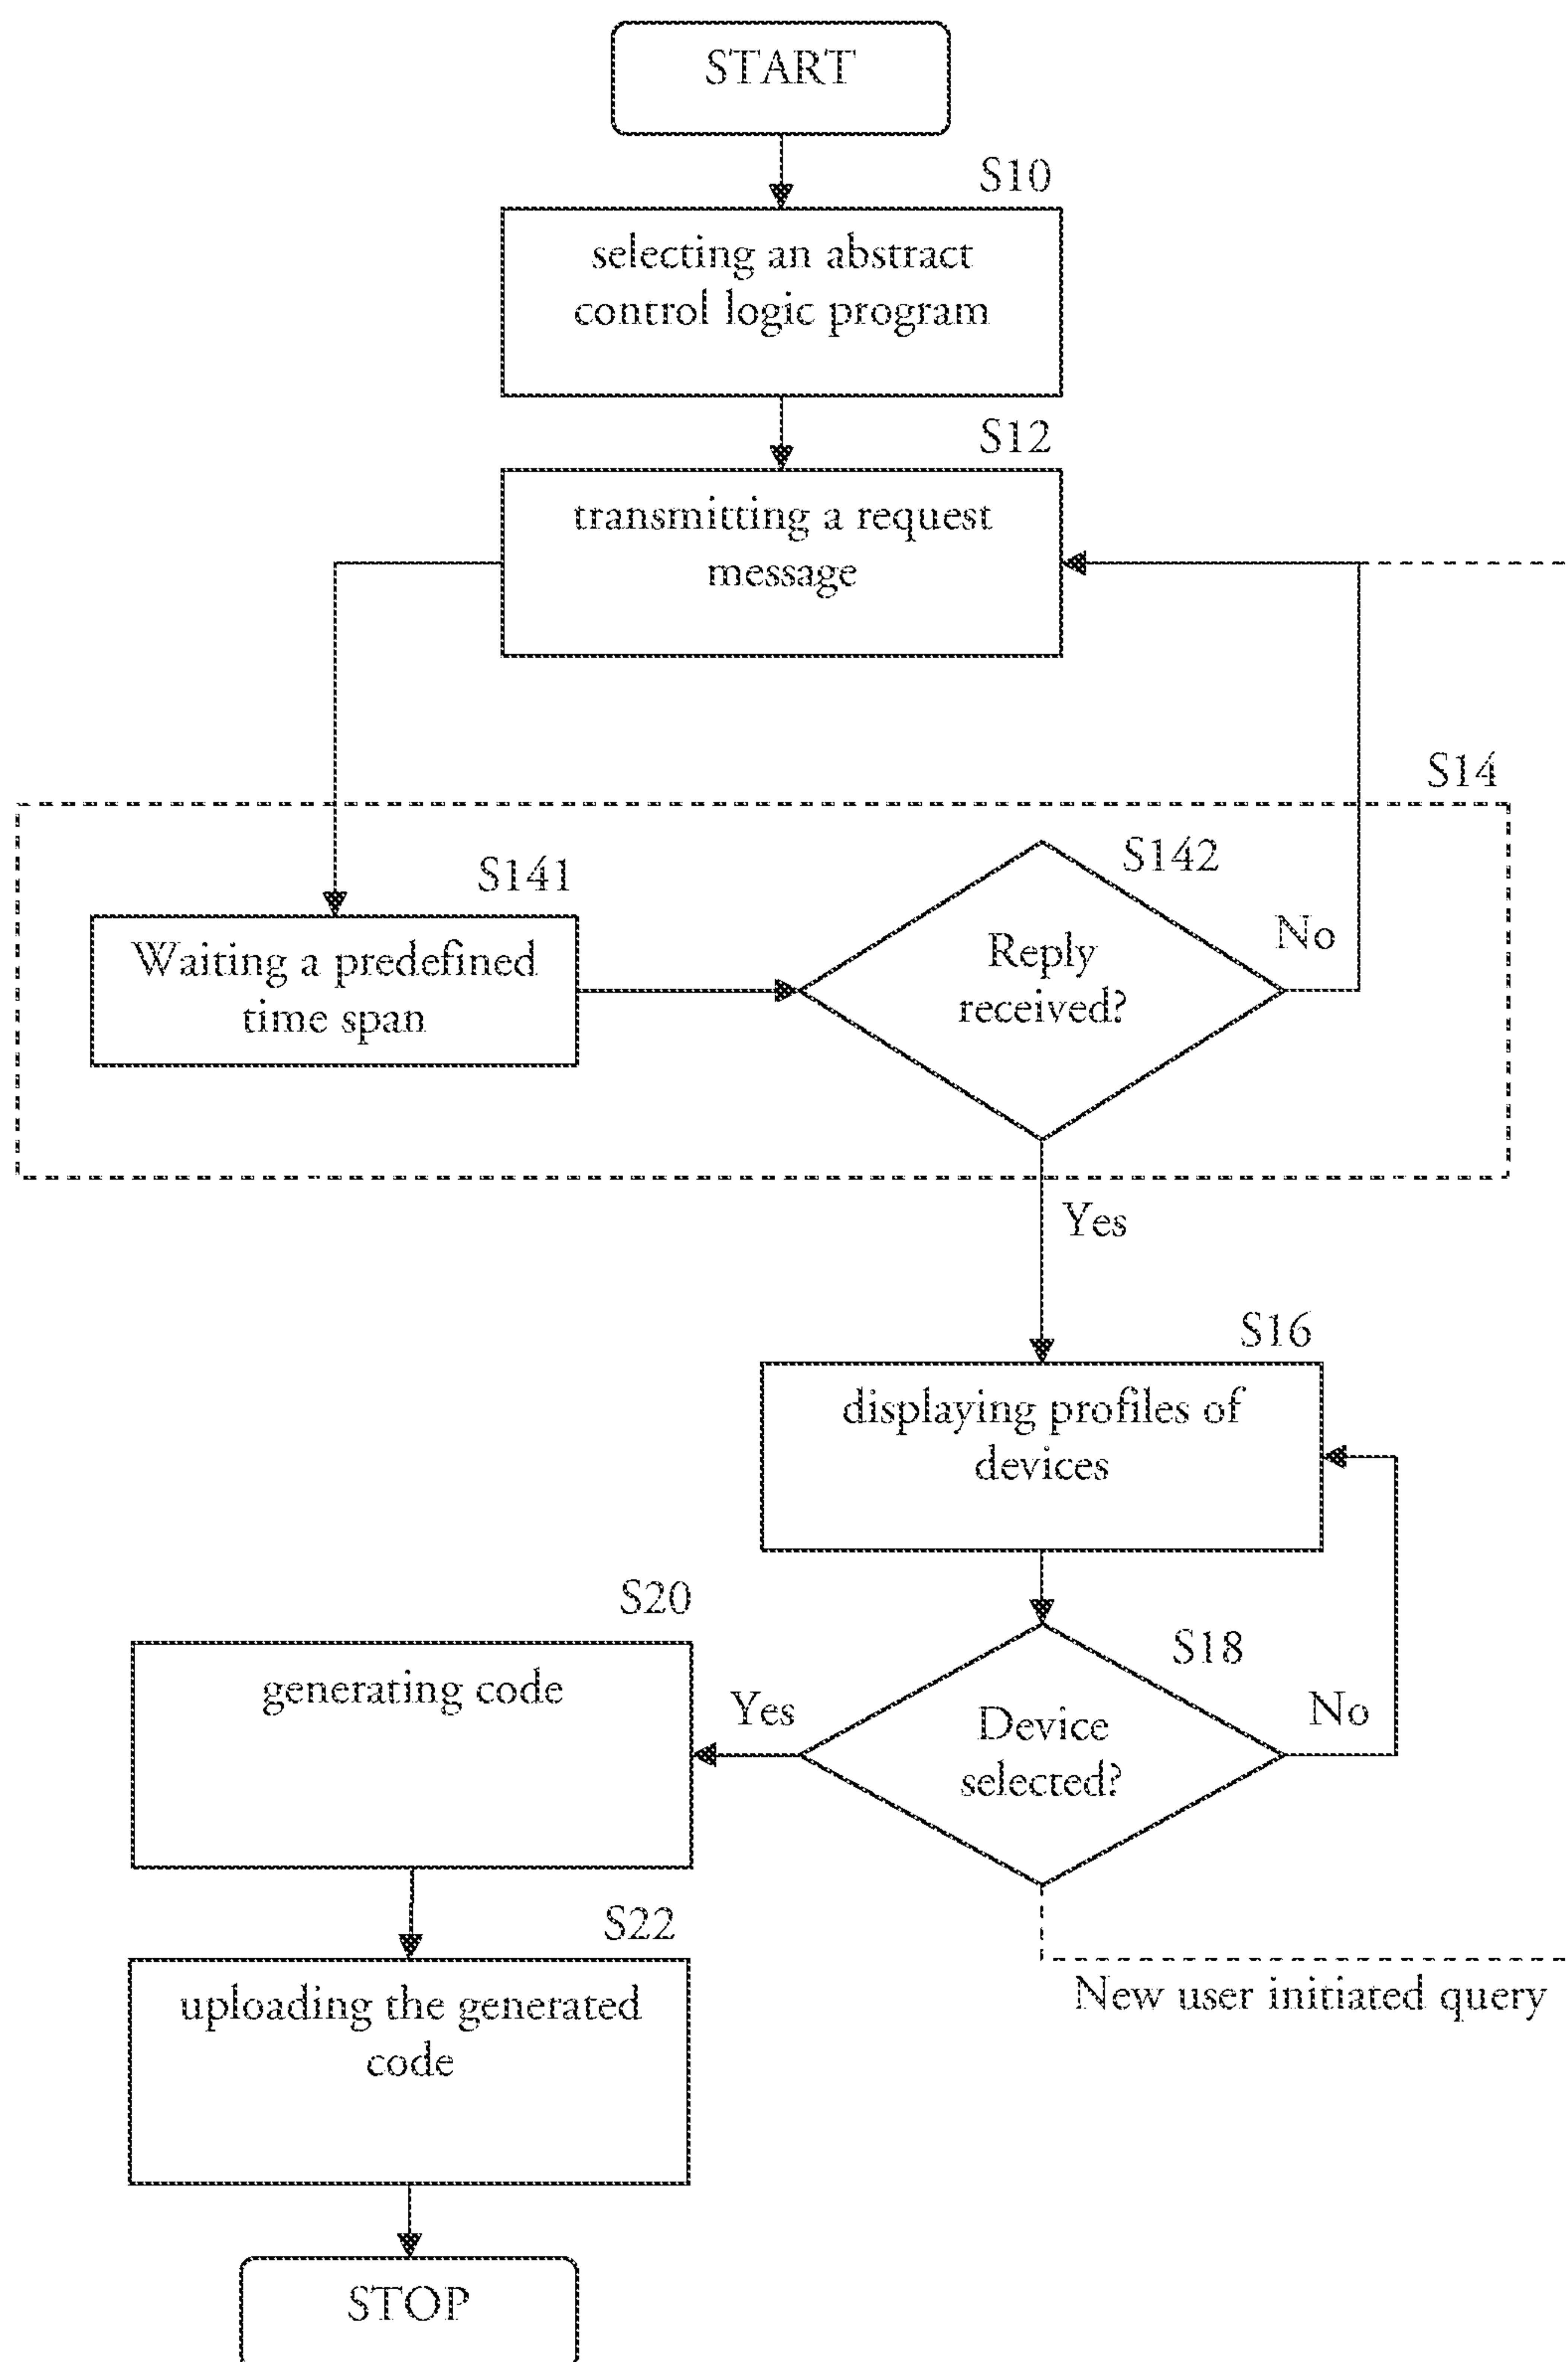 START
S10
selecting an abstract
control logic program
S12
transmitting a request
message
S14
S141
S142
Waiting a predefined
time span
Reply
received?
No
Yes
S16
displaying profiles of
devices
S20
S18
generating code
Yes
Device
selected?
No
S22
uploading the generated
code
New user initiated query
STOP